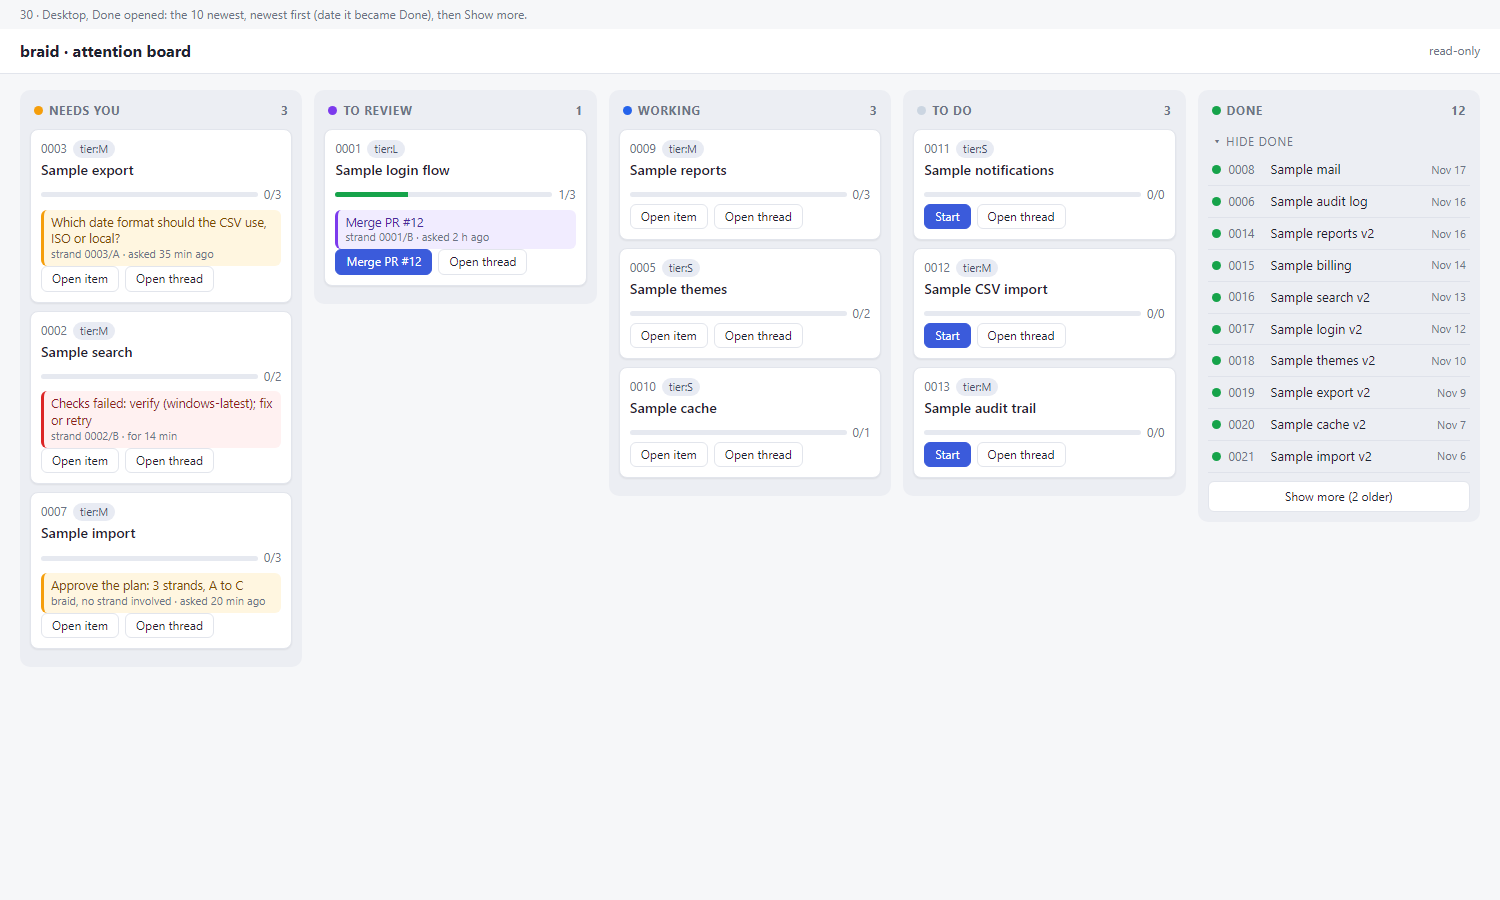 30 · Desktop, Done opened: the 10 newest, newest first (date it became Done), then Show more.
braid · attention board
read-only
NEEDS YOU 3
0003 tier:M
Sample export
0/3
Which date format should the CSV use,
ISO or local?
strand 0003/A · asked 35 min ago
Open item Open thread
0002 tier:M
Sample search
0/2
Checks failed: verify (windows-latest); fix
or retry
strand 0002/B · for 14 min
Open item Open thread
0007 tier:M
Sample import
0/3
Approve the plan: 3 strands, A to C
braid, no strand involved · asked 20 min ago
Open item Open thread
TO REVIEW 1
0001 tier:L
Sample login flow
1/3
Merge PR #12
strand 0001/B · asked 2 h ago
Merge PR #12 Open thread
WORKING 3
0009 tier:M
Sample reports
0/3
Open item Open thread
0005 tier:S
Sample themes
0/2
Open item Open thread
0010 tier:S
Sample cache
0/1
Open item Open thread
TO DO 3
0011 tier:S
Sample notifications
0/0
Start Open thread
0012 tier:M
Sample CSV import
0/0
Start Open thread
0013 tier:M
Sample audit trail
0/0
Start Open thread
DONE 12
HIDE DONE
0008 Sample mail Nov 17
0006 Sample audit log Nov 16
0014 Sample reports v2 Nov 16
0015 Sample billing Nov 14
0016 Sample search v2 Nov 13
0017 Sample login v2 Nov 12
0018 Sample themes v2 Nov 10
0019 Sample export v2 Nov 9
0020 Sample cache v2 Nov 7
0021 Sample import v2 Nov 6
Show more (2 older)